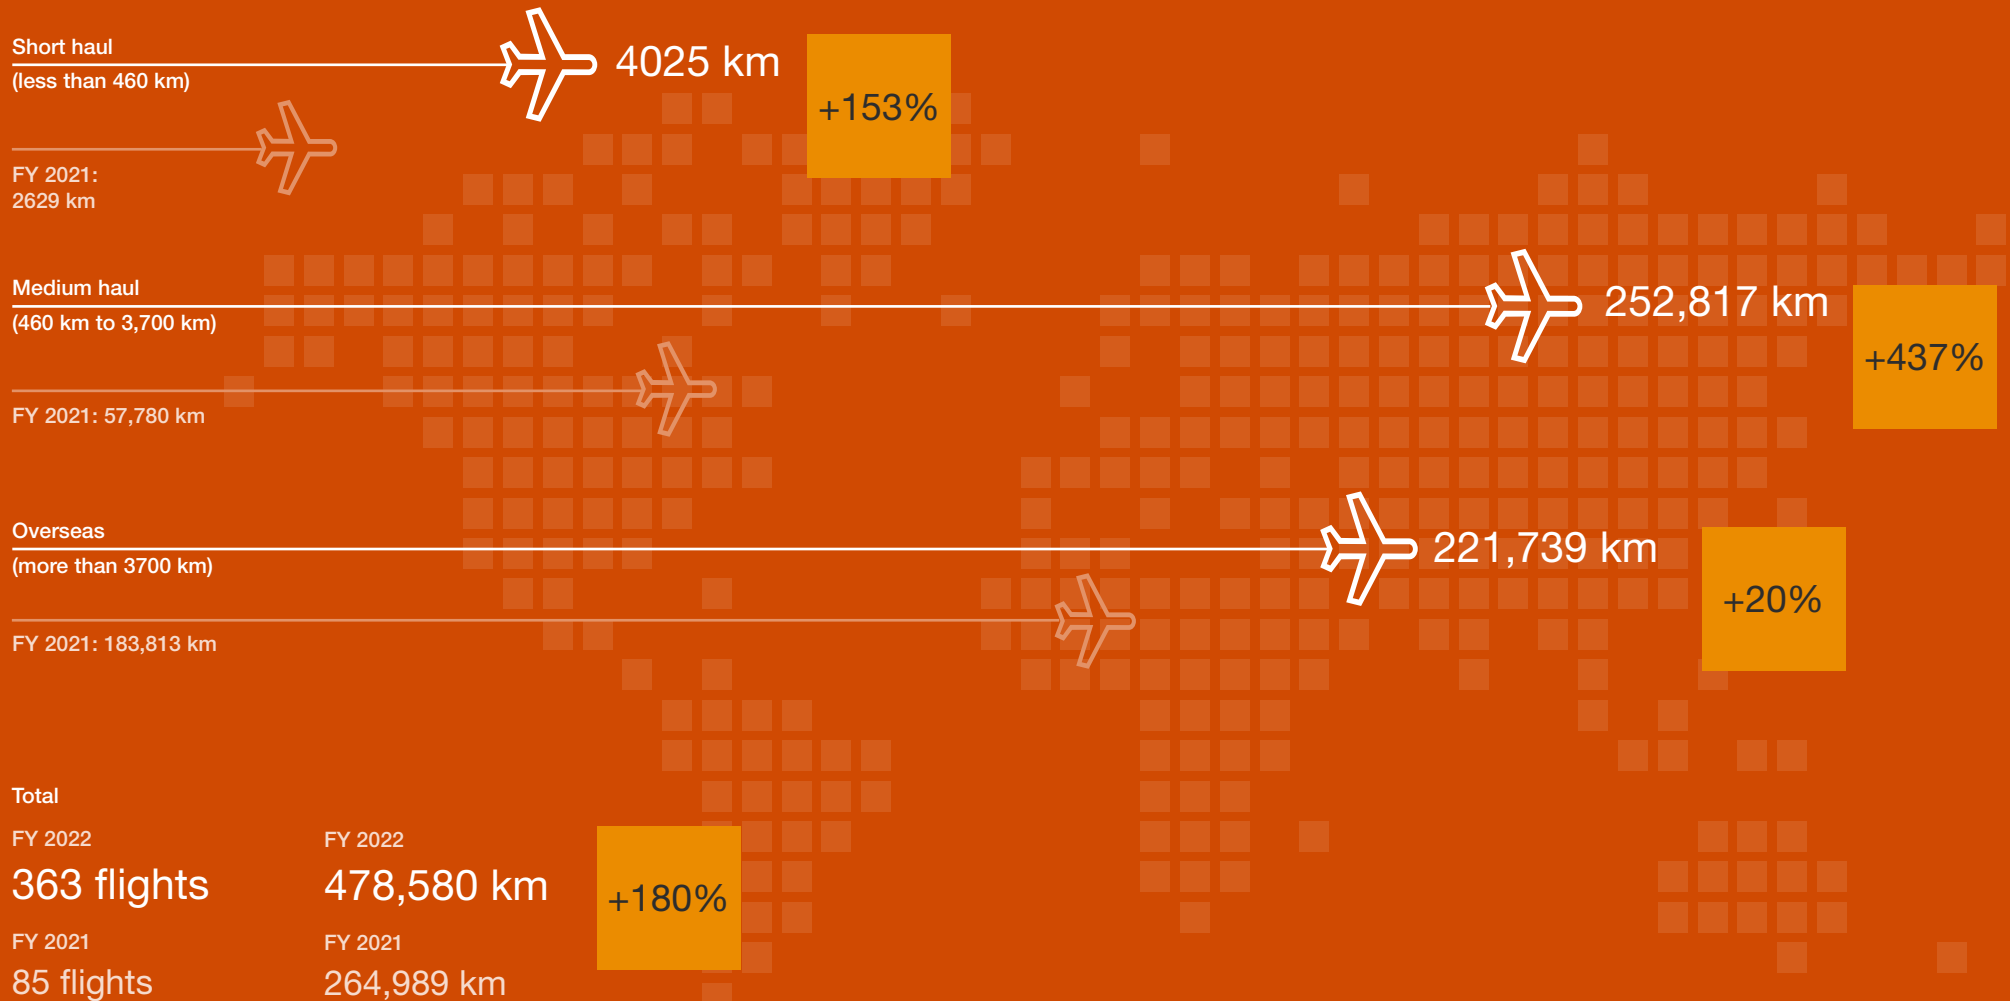 Short haul
(less than 460 km)
4025 km
+153%
FY 2021:
2629 km
Medium haul
(460 km to 3,700 km)
252,817 km
+437%
FY 2021: 57,780 km
Overseas
(more than 3700 km)
221,739 km
+20%
FY 2021: 183,813 km
Total
FY 2022
363 flights
FY 2022
478,580 km
+180%
FY 2021
85 flights
FY 2021
264,989 km